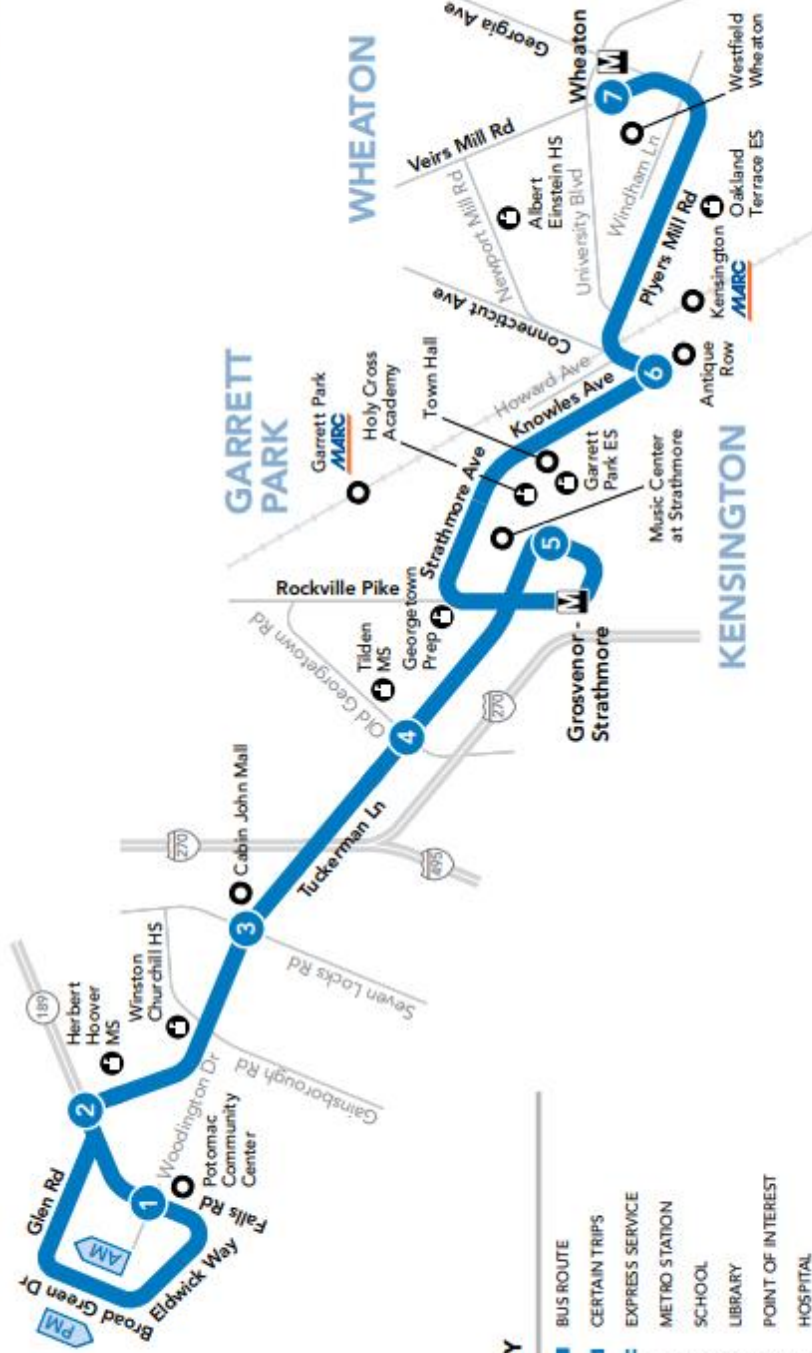 189
Herbert
Hoover
MS
Winston
Churchill HS
Glen Rd
2
1
Woodington Dr
Potomac
Community
Center
Falls Rd
AM
PM
Broad Green Dr
Eldwick Way
Gainsborough Rd
3
Seven Locks Rd
Cabin John Mall
270
495
Tuckerman Ln
4
Old Georgetown Rd
Tilden
MS
Georgetown
Prep
270
Rockville Pike
Grosvenor -
Strathmore
M
5
Music Center
at Strathmore
Strathmore Ave
GARRETT
PARK
Garrett Park
MARC
Holy Cross
Academy
Town Hall
Garrett
Park ES
Howard Ave
Knowles Ave
6
Antique
Row
Kensington
MARC
KENSINGTON
Connecticut Ave
Newport Mill Rd
Veirs Mill Rd
WHEATON
Albert
Einstein HS
University Blvd
Windham Ln
Plyers Mill Rd
Oakland
Terrace ES
Georgia Ave
Wheaton
M
7
Westfield
Wheaton
Y
BUS ROUTE
CERTAIN TRIPS
EXPRESS SERVICE
METRO STATION
SCHOOL
LIBRARY
POINT OF INTEREST
HOSPITAL